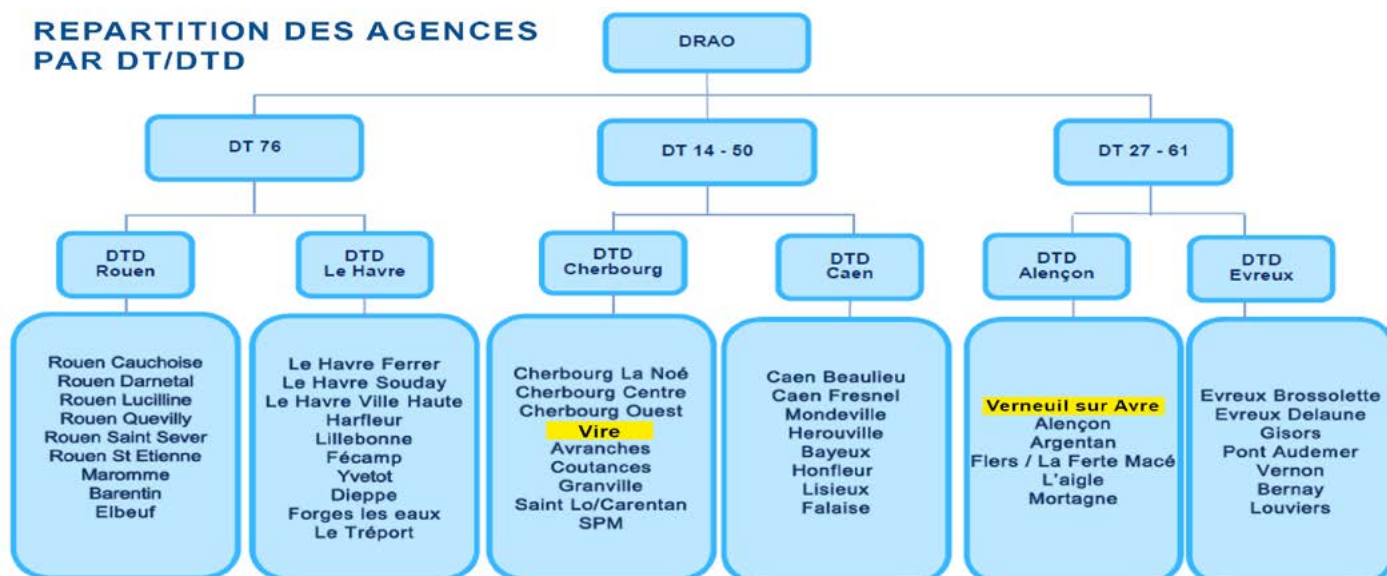 REPARTITION DES AGENCES
PAR DT/DTD
DRAO
DT 76
DT 14 - 50
DT 27 - 61
DTD
Rouen
DTD
Le Havre
DTD
Cherbourg
DTD
Caen
DTD
Alençon
DTD
Evreux
Rouen Cauchoise
Rouen Darnetal
Rouen Lucilline
Rouen Quevilly
Rouen Saint Sever
Rouen St Etienne
Maromme
Barentin
Elbeuf
Le Havre Ferrer
Le Havre Souday
Le Havre Ville Haute
Harfleur
Lillebonne
Fécamp
Yvetot
Dieppe
Forges les eaux
Le Tréport
Cherbourg La Noé
Cherbourg Centre
Cherbourg Ouest
Vire
Avranches
Coutances
Granville
Saint Lo/Carentan
SPM
Caen Beaulieu
Caen Fresnel
Mondeville
Herouville
Bayeux
Honfleur
Lisieux
Falaise
Verneuil sur Avre
Alençon
Argentan
Flers / La Ferte Macé
L'aigle
Mortagne
Evreux Brossolette
Evreux Delaune
Gisors
Pont Audemer
Vernon
Bernay
Louviers